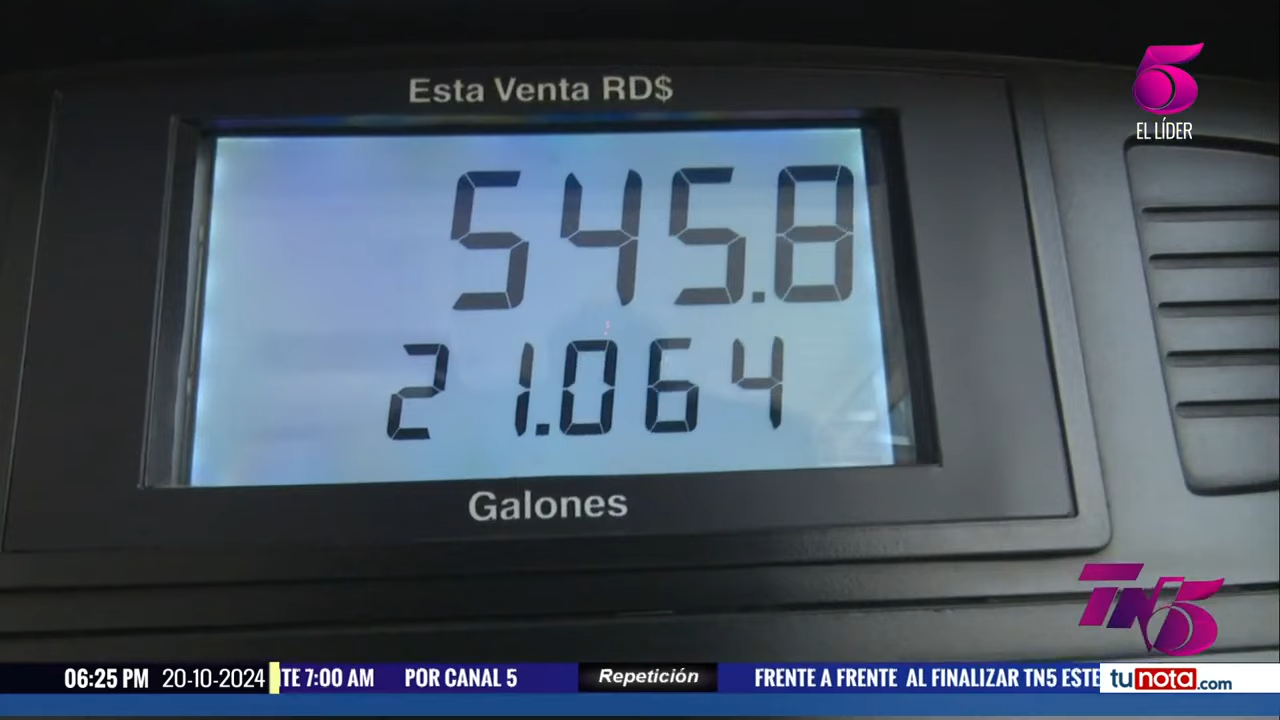 Esta Venta RD$
5
EL LÍDER
545.8
21.064
Galones
TN5
06:25 PM 20-10-2024 TE 7:00 AM POR CANAL 5 Repetición FRENTE A FRENTE AL FINALIZAR TN5 ESTE tunota.com